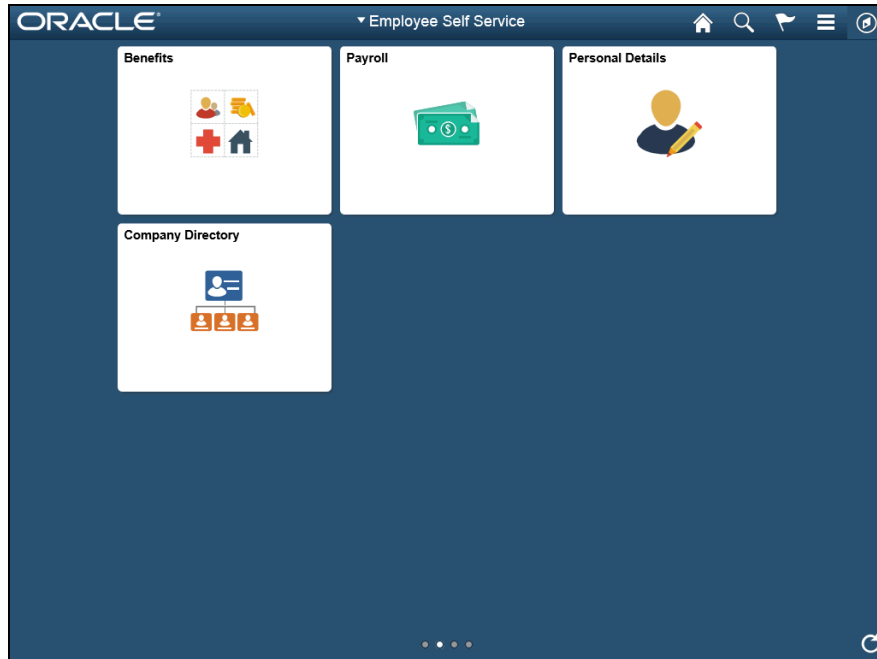 ORACLE
Employee Self Service
Benefits
Payroll
Personal Details
Company Directory